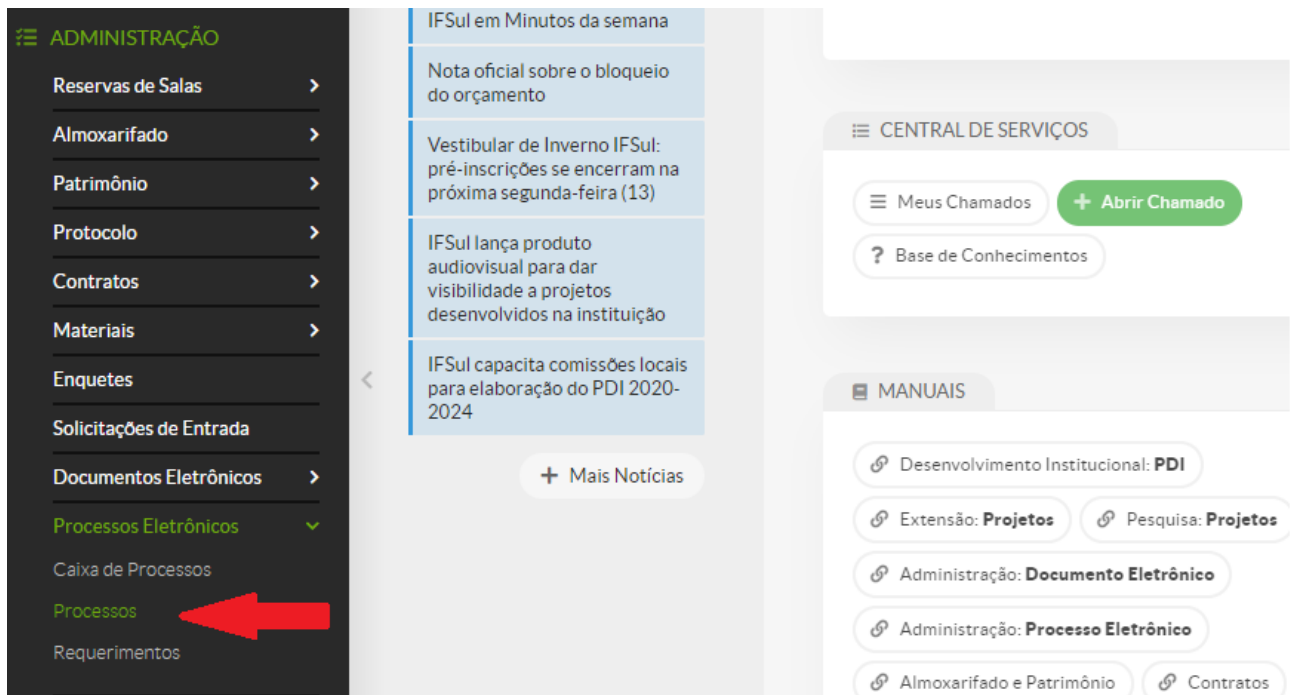 ADMINISTRAÇÃO
Reservas de Salas
Almoxarifado
Patrimônio
Protocolo
Contratos
Materiais
Enquetes
Solicitações de Entrada
Documentos Eletrônicos
Processos Eletrônicos
Caixa de Processos
Processos
Requerimentos
IFSul em Minutos da semana
Nota oficial sobre o bloqueio
do orçamento
Vestibular de Inverno IFSul:
pré-inscrições se encerram na
próxima segunda-feira (13)
IFSul lança produto
audiovisual para dar
visibilidade a projetos
desenvolvidos na instituição
IFSul capacita comissões locais
para elaboração do PDI 2020-
2024
+ Mais Notícias
CENTRAL DE SERVIÇOS
Meus Chamados
+ Abrir Chamado
? Base de Conhecimentos
MANUAIS
Desenvolvimento Institucional: PDI
Extensão: Projetos
Pesquisa: Projetos
Administração: Documento Eletrônico
Administração: Processo Eletrônico
Almoxarifado e Patrimônio
Contratos